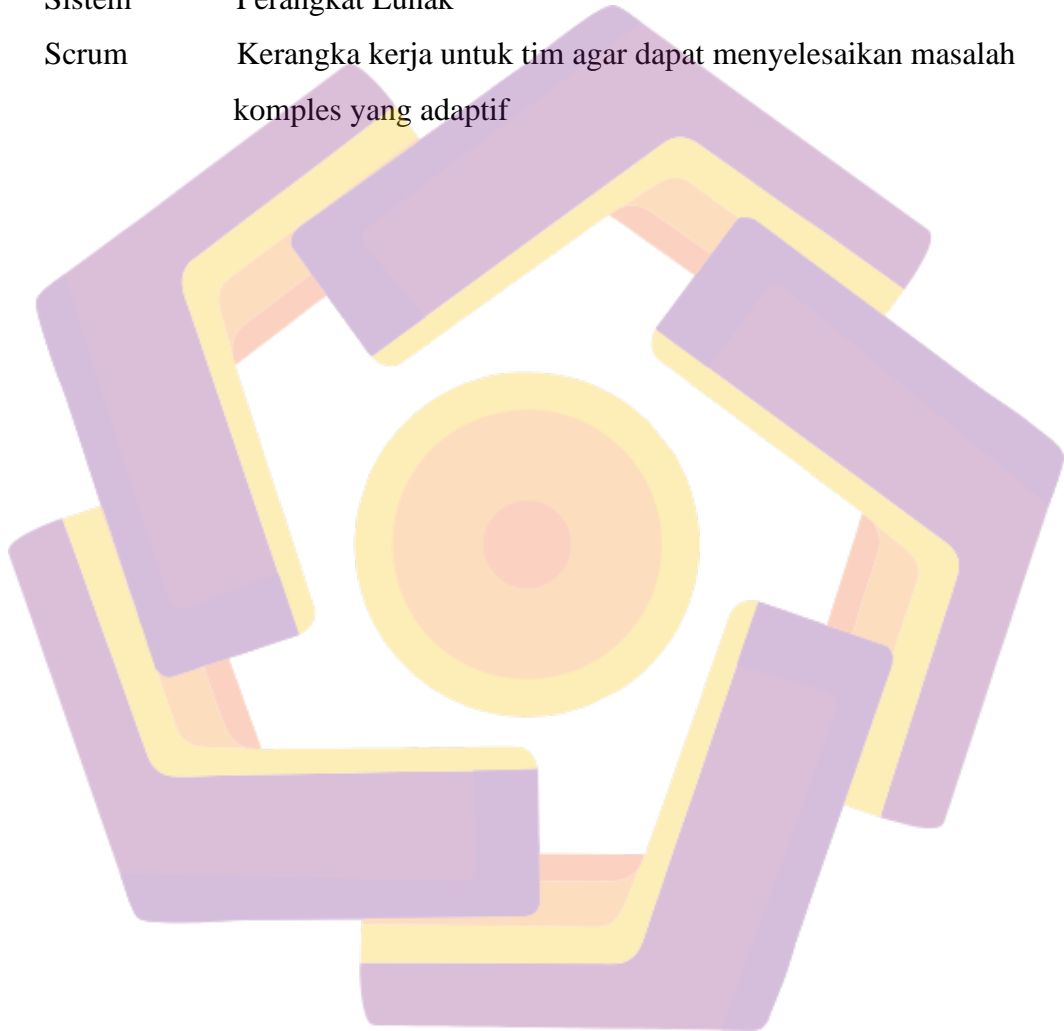 Sistem Perangkat Lunak
Scrum Kerangka kerja untuk tim agar dapat menyelesaikan masalah
komples yang adaptif